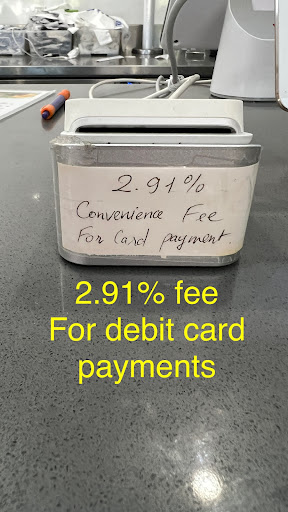 2.91%
Convenience Fee
For Card payment.
2.91% fee
For debit card
payments